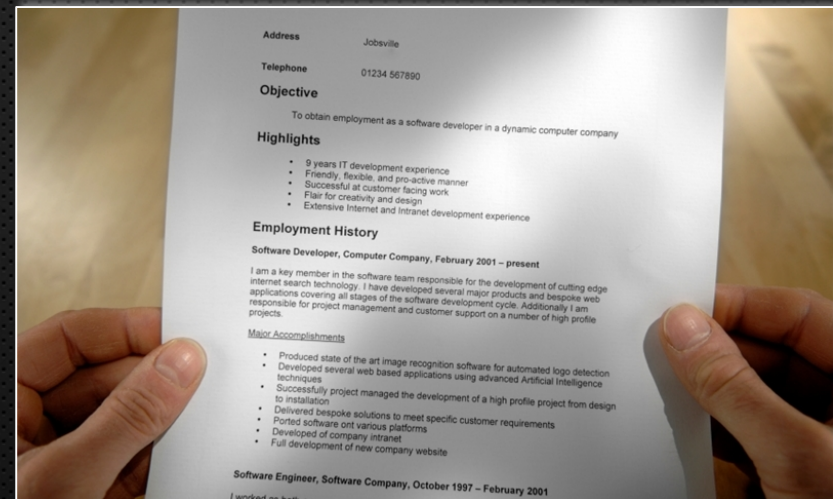 Address Jobsville
Telephone 01234 567890
Objective
To obtain employment as a software developer in a dynamic computer company
Highlights
• 9 years IT development experience
• Friendly, flexible, and pro-active manner
• Successful at customer facing work
• Flair for creativity and design
• Extensive Internet and Intranet development experience
Employment History
Software Developer, Computer Company, February 2001 – present
I am a key member in the software team responsible for the development of cutting edge
internet search technology. I have developed several major products and bespoke web
applications covering all stages of the software development cycle. Additionally I am
responsible for project management and customer support on a number of high profile
projects.
Major Accomplishments
• Produced state of the art image recognition software for automated logo detection
• Developed several web based applications using advanced Artificial Intelligence
techniques
• Successfully project managed the development of a high profile project from design
to installation
• Delivered bespoke solutions to meet specific customer requirements
• Ported software ont various platforms
• Developed of company intranet
• Full development of new company website
Software Engineer, Software Company, October 1997 – February 2001
I worked on